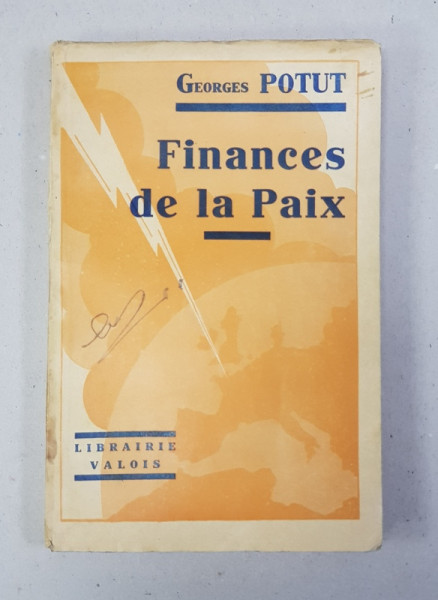 Georges POTUT
Finances
de la Paix
LIBRAIRIE
VALOIS